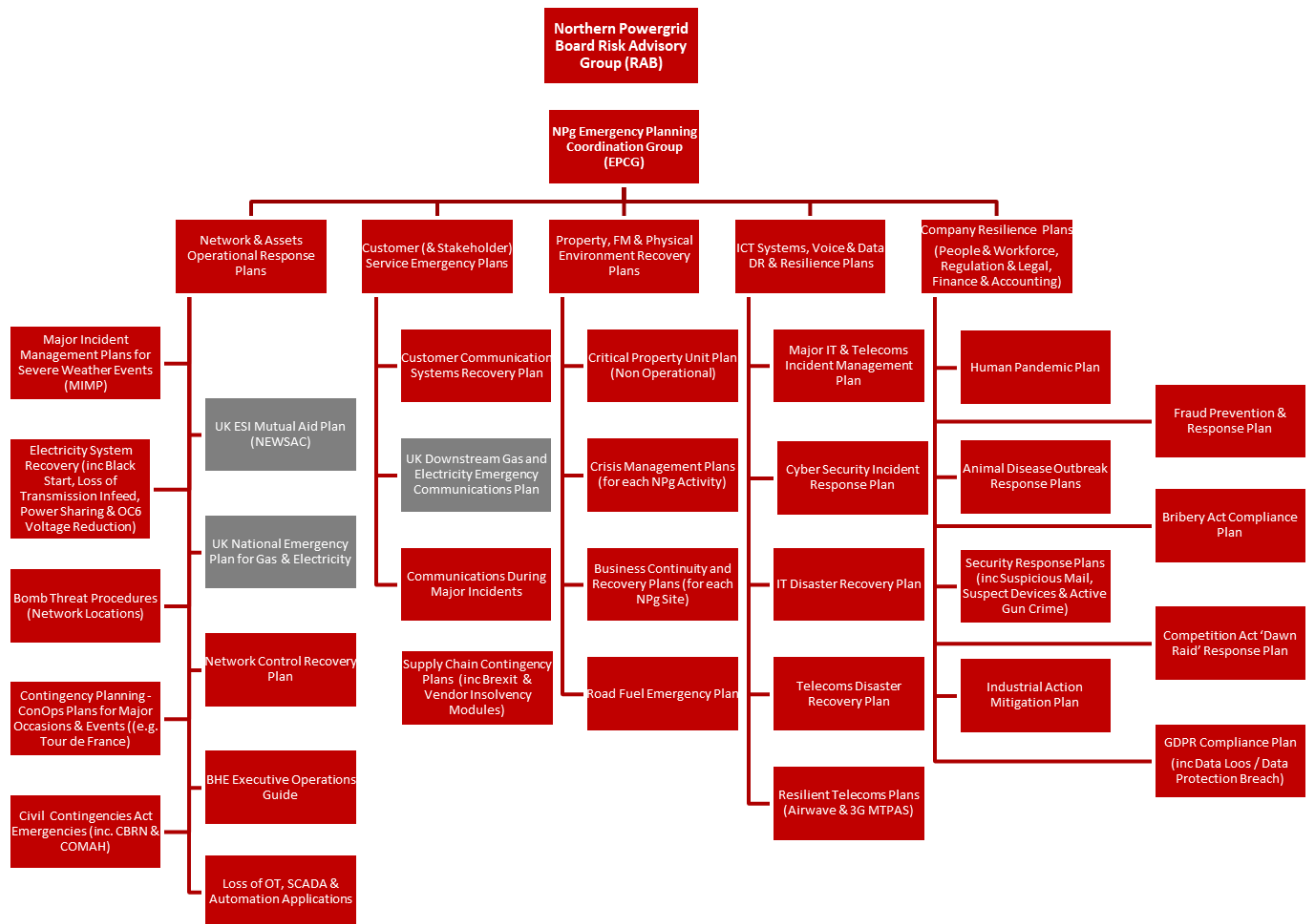 Northern Powergrid
Board Risk Advisory
Group (RAB)
NPg Emergency Planning
Coordination Group
(EPCG)
Network & Assets
Operational Response
Plans
Customer (& Stakeholder)
Service Emergency Plans
Property, FM & Physical
Environment Recovery
Plans
ICT Systems, Voice & Data
DR & Resilience Plans
Company Resilience Plans
(People & Workforce,
Regulation & Legal,
Finance & Accounting)
Major Incident
Management Plans for
Severe Weather Events
(MIMP)
UK ESI Mutual Aid Plan
(NEWSAC)
Electricity System
Recovery (inc Black
Start, Loss of
Transmission Infeed,
Power Sharing & OC6
Voltage Reduction)
UK National Emergency
Plan for Gas & Electricity
Bomb Threat Procedures
(Network Locations)
Network Control Recovery
Plan
Contingency Planning -
ConOps Plans for Major
Occasions & Events ((e.g.
Tour de France)
BHE Executive Operations
Guide
Civil Contingencies Act
Emergencies (inc. CBRN &
COMAH)
Loss of OT, SCADA &
Automation Applications
Customer Communication
Systems Recovery Plan
UK Downstream Gas and
Electricity Emergency
Communications Plan
Communications During
Major Incidents
Supply Chain Contingency
Plans (inc Brexit &
Vendor Insolvency
Modules)
Critical Property Unit Plan
(Non Operational)
Crisis Management Plans
(for each NPg Activity)
Business Continuity and
Recovery Plans (for each
NPg Site)
Road Fuel Emergency Plan
Major IT & Telecoms
Incident Management
Plan
Cyber Security Incident
Response Plan
IT Disaster Recovery Plan
Telecoms Disaster
Recovery Plan
Resilient Telecoms Plans
(Airwave & 3G MTPAS)
Human Pandemic Plan
Fraud Prevention &
Response Plan
Animal Disease Outbreak
Response Plans
Bribery Act Compliance
Plan
Security Response Plans
(inc Suspicious Mail,
Suspect Devices & Active
Gun Crime)
Competition Act ‘Dawn
Raid’ Response Plan
Industrial Action
Mitigation Plan
GDPR Compliance Plan
(inc Data Loos / Data
Protection Breach)